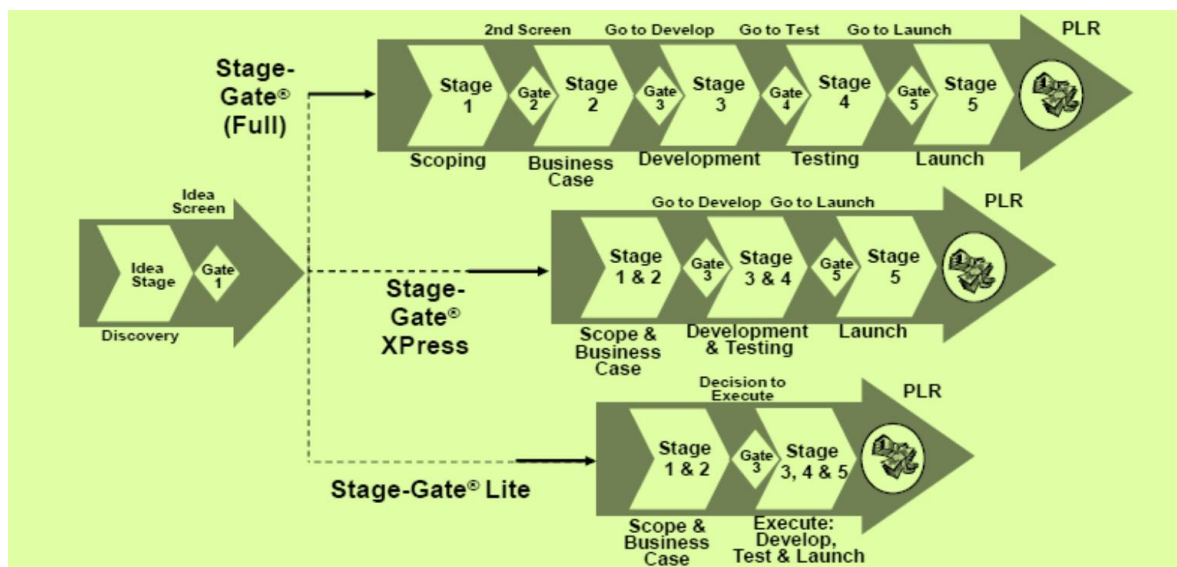 2nd Screen Go to Develop Go to Test Go to Launch PLR
Stage-
Gate®
(Full)
Stage
1
Gate
2
Stage
2
Gate
3
Stage
3
Gate
4
Stage
4
Gate
5
Stage
5
Scoping
Business
Case
Development
Testing
Launch
Idea
Screen
Idea
Stage
Gate
1
Discovery
Stage-
Gate®
XPress
Go to Develop Go to Launch PLR
Stage
1 & 2
Gate
3
Stage
3 & 4
Gate
5
Stage
5
Scope &
Business
Case
Development
& Testing
Launch
Stage-Gate® Lite
Decision to
Execute
PLR
Stage
1 & 2
Gate
3
Stage
3, 4 & 5
Scope &
Business
Case
Execute:
Develop,
Test & Launch